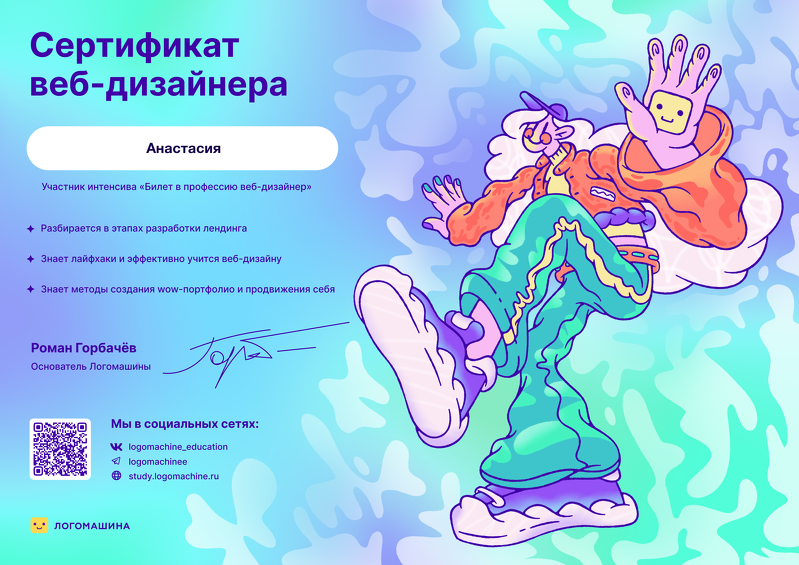 Сертификат
веб-дизайнера
Анастасия
Участник интенсива «Билет в профессию веб-дизайнер»
Разбирается в этапах разработки лендинга
Знает лайфхаки и эффективно учится веб-дизайну
Знает методы создания wow-портфолио и продвижения себя
Роман Горбачёв
Основатель Логомашины
Мы в социальных сетях:
logomachine_education
logomachinee
study.logomachine.ru
ЛОГОМАШИНА